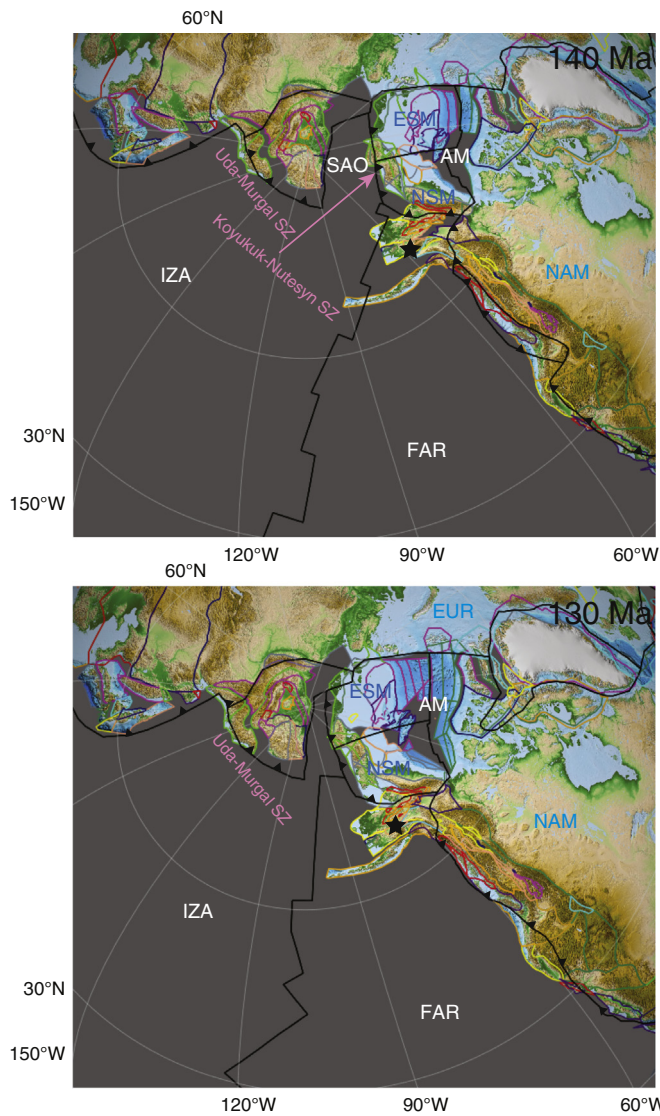 60°N
140 Ma
ESM
SAO
AM
Uda-Murgal SZ
NSM
Koyukuk-Nutesyn SZ
IZA
NAM
30°N
FAR
150°W
120°W
90°W
60°W
60°N
130 Ma
EUR
ESM
AM
Uda-Murgal SZ
NSM
NAM
IZA
30°N
FAR
150°W
120°W
90°W
60°W